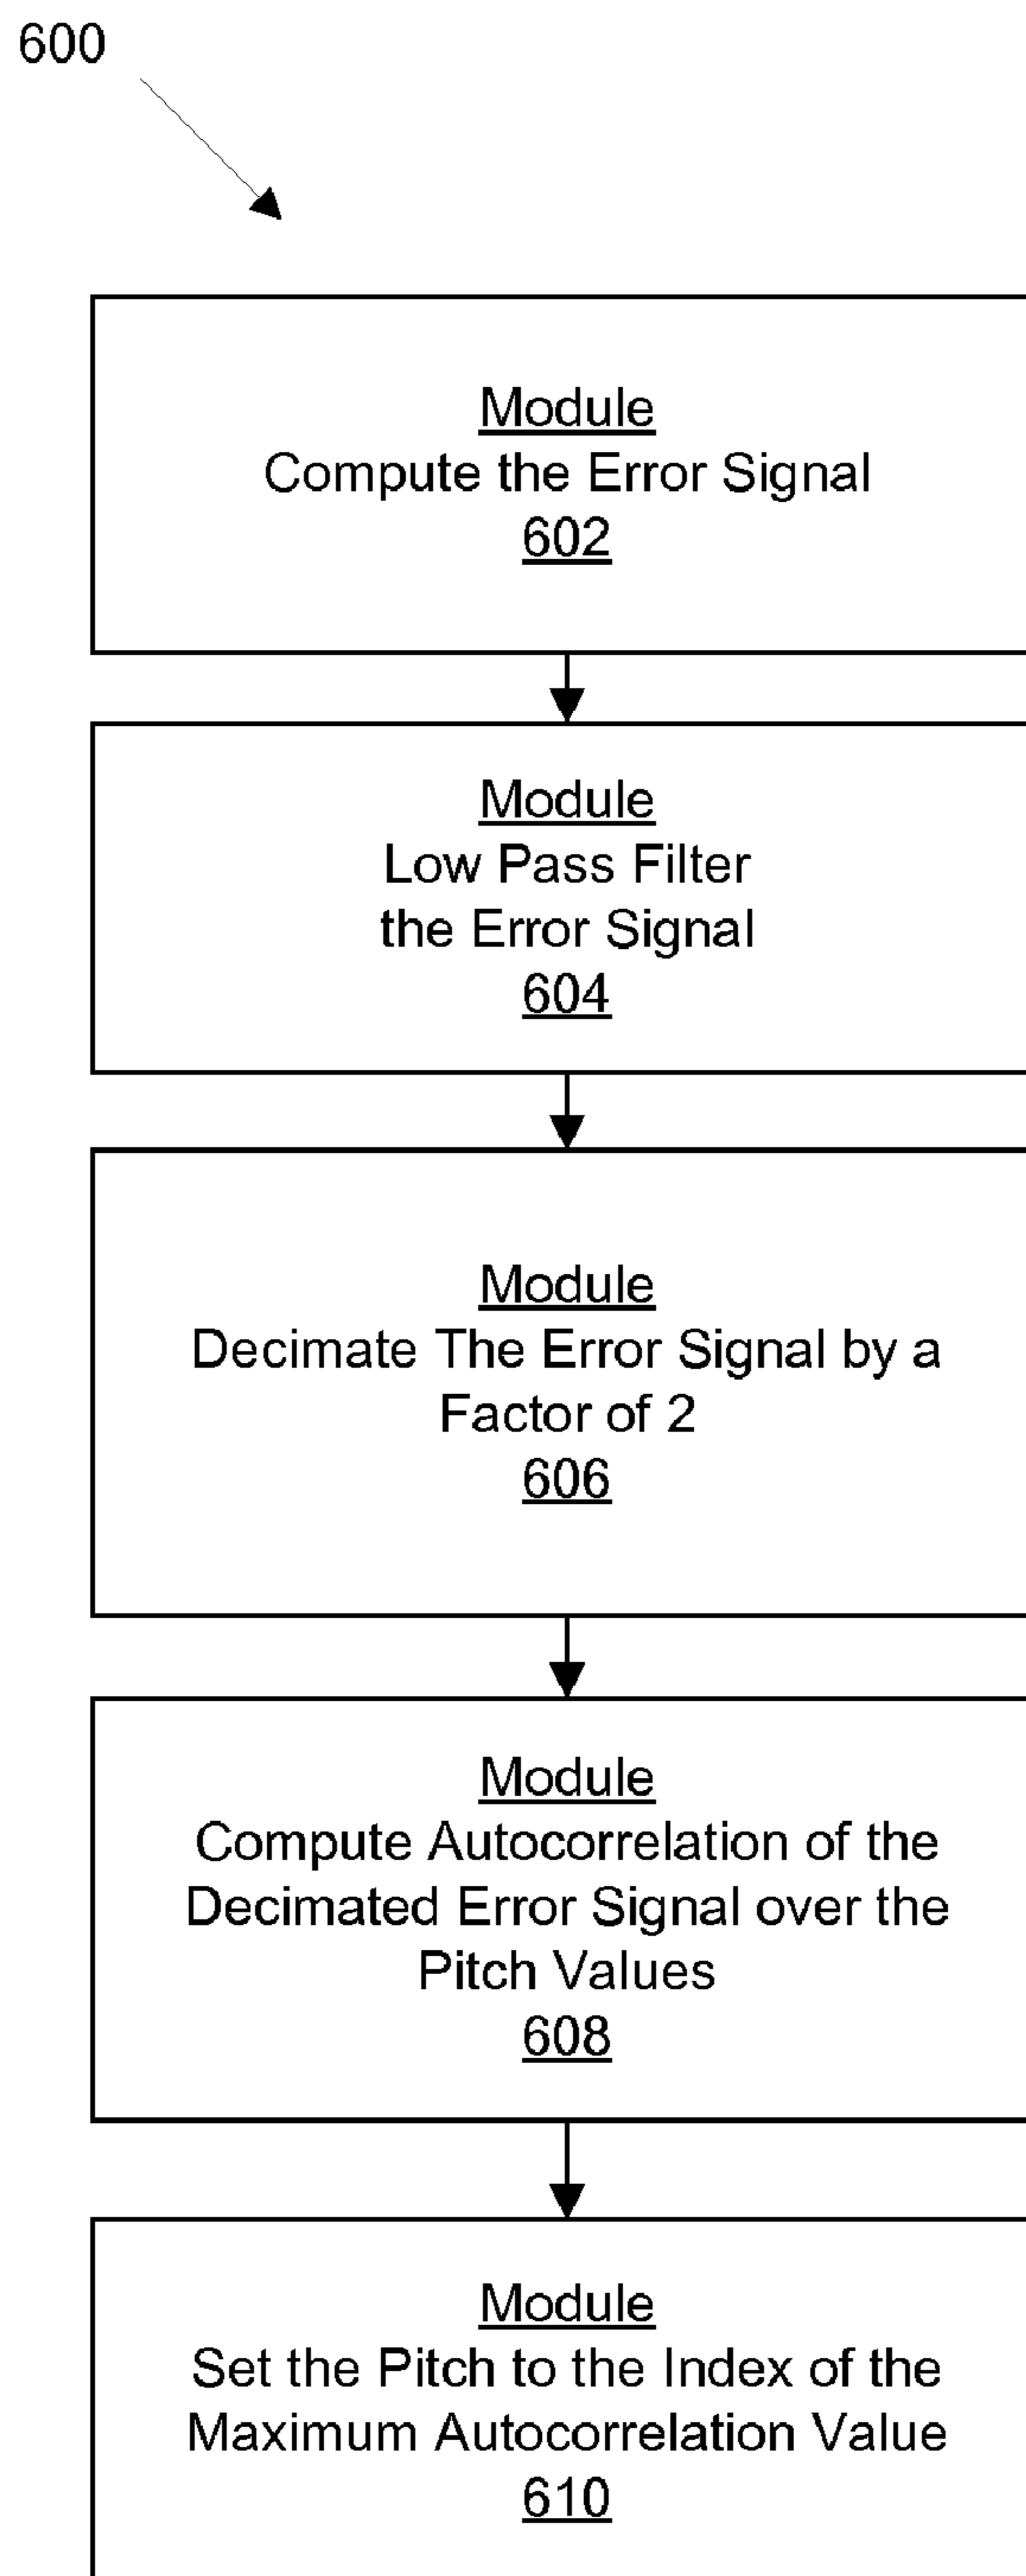 600
Module
Compute the Error Signal
602
Module
Low Pass Filter
the Error Signal
604
Module
Decimate The Error Signal by a
Factor of 2
606
Module
Compute Autocorrelation of the
Decimated Error Signal over the
Pitch Values
608
Module
Set the Pitch to the Index of the
Maximum Autocorrelation Value
610